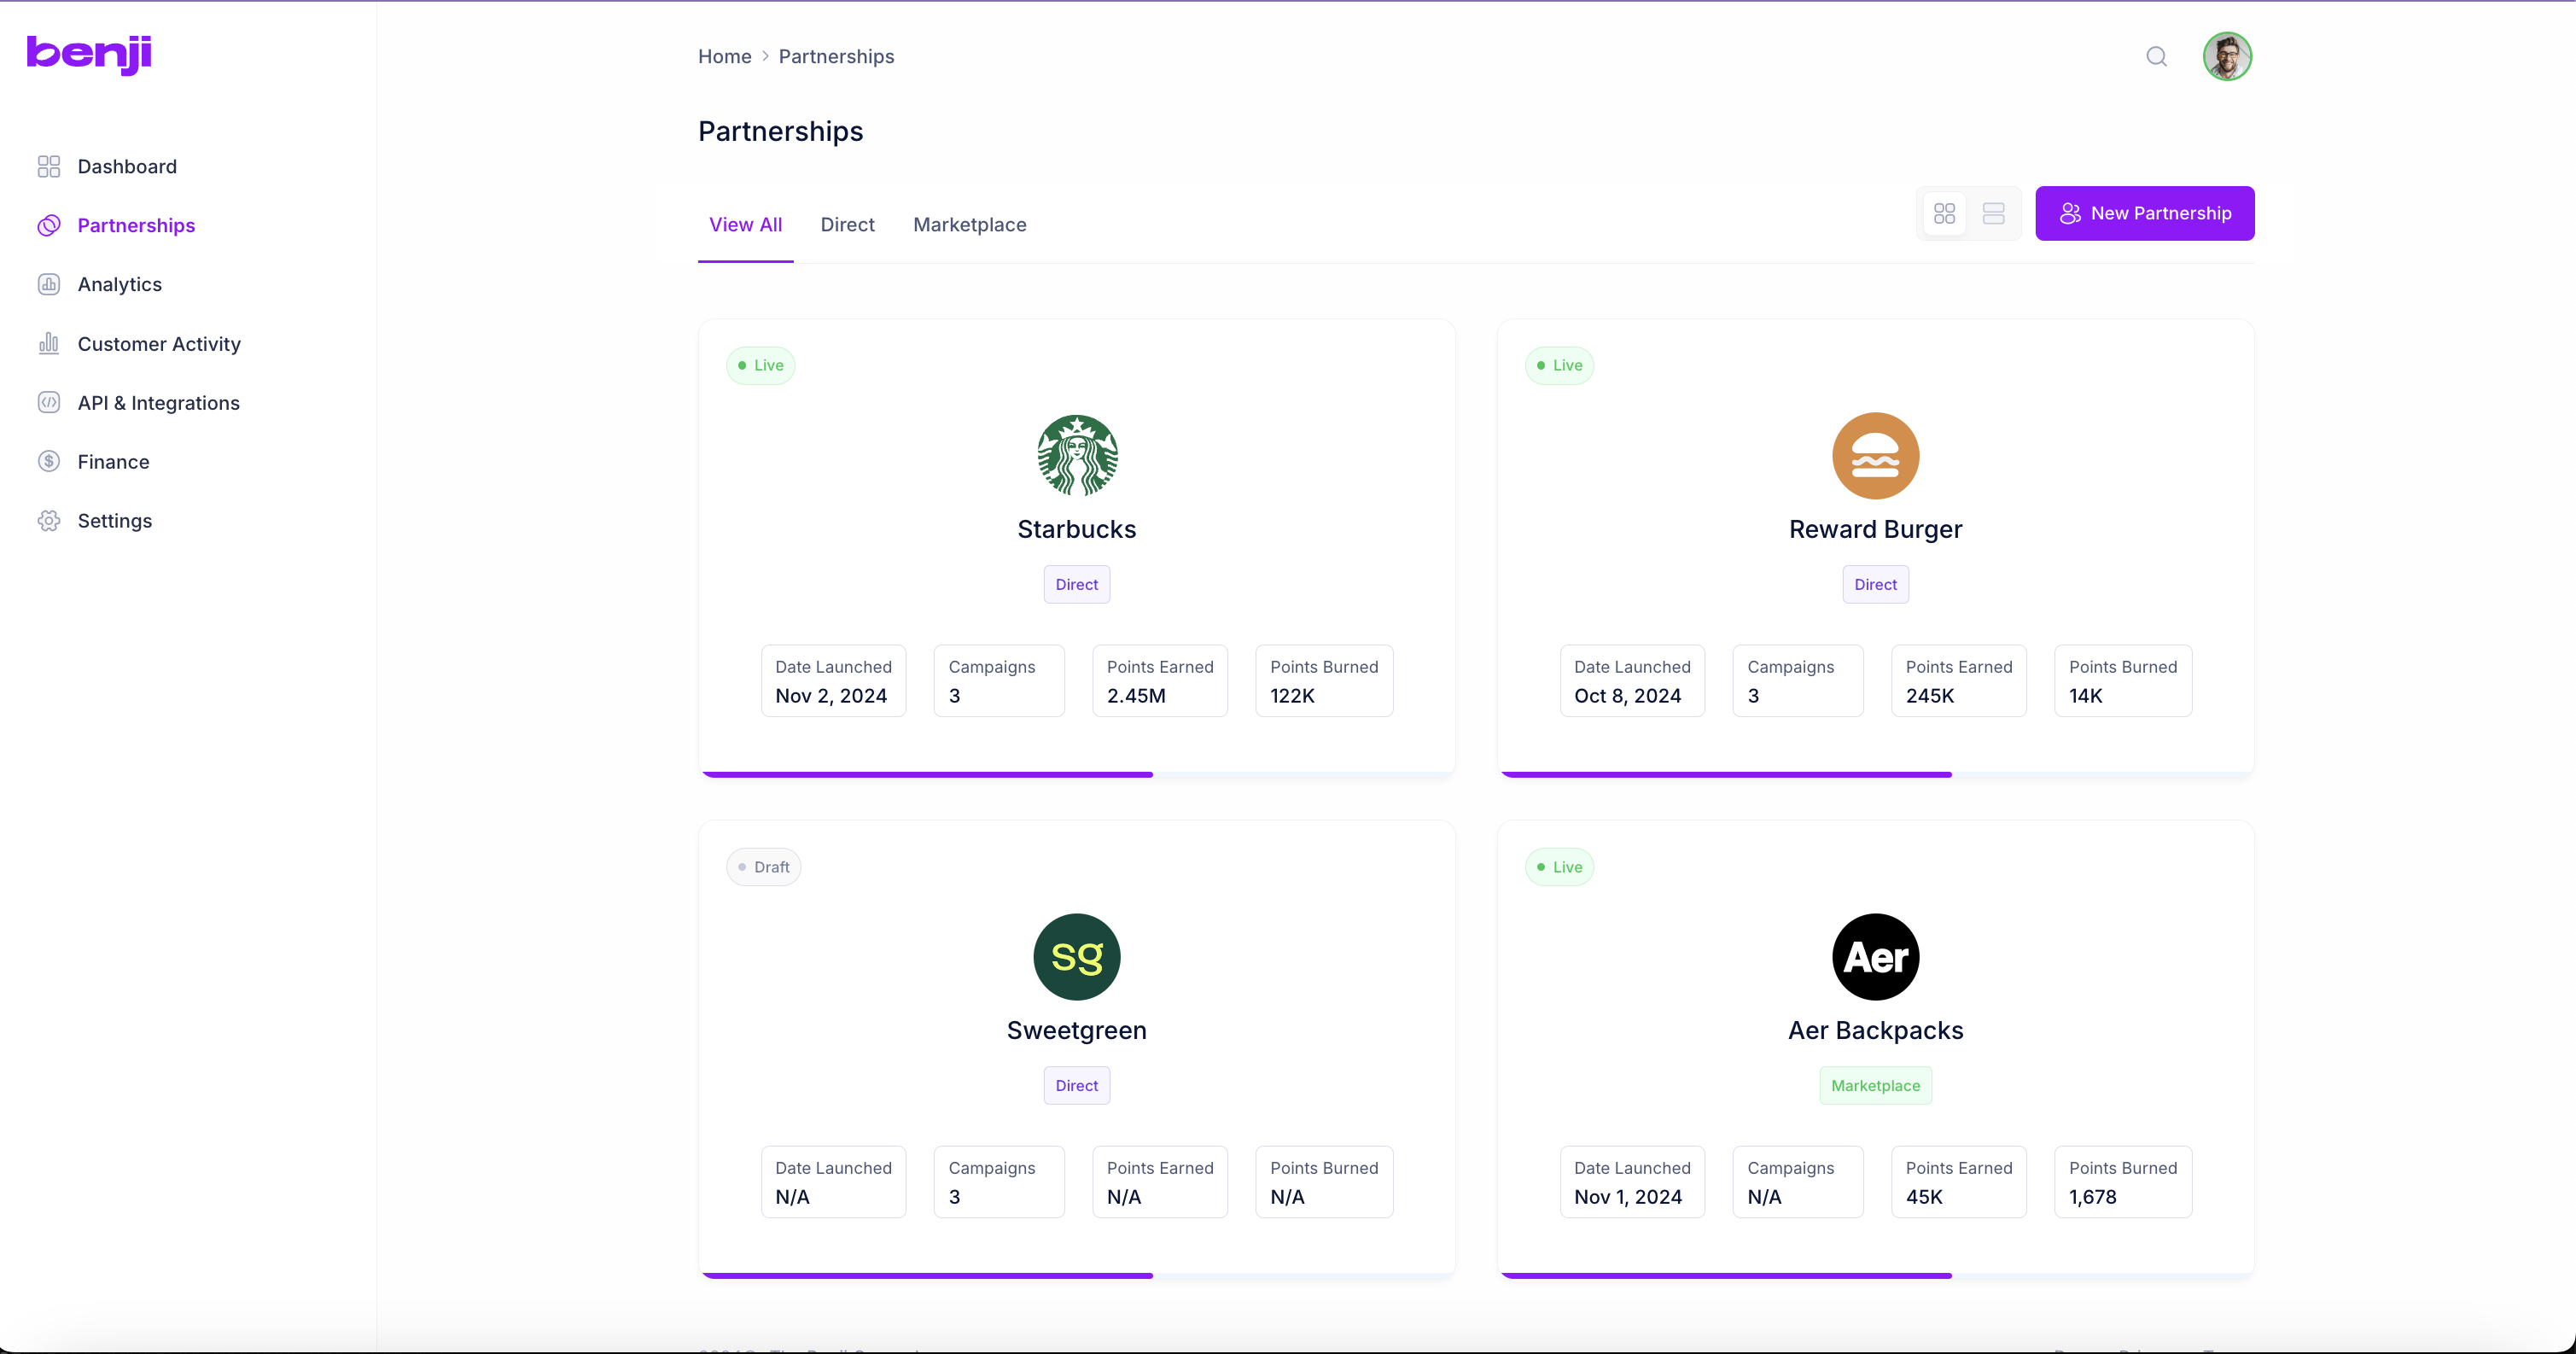 benji
Home > Partnerships
Dashboard
Partnerships
Analytics
Customer Activity
API & Integrations
Finance
Settings
Partnerships
View All
Direct
Marketplace
New Partnership
Live
Starbucks
Direct
Date Launched
Nov 2, 2024
Campaigns
3
Points Earned
2.45M
Points Burned
122K
Live
Reward Burger
Direct
Date Launched
Oct 8, 2024
Campaigns
3
Points Earned
245K
Points Burned
14K
Draft
sg
Sweetgreen
Direct
Date Launched
N/A
Campaigns
3
Points Earned
N/A
Points Burned
N/A
Live
Aer
Aer Backpacks
Marketplace
Date Launched
Nov 1, 2024
Campaigns
N/A
Points Earned
45K
Points Burned
1,678